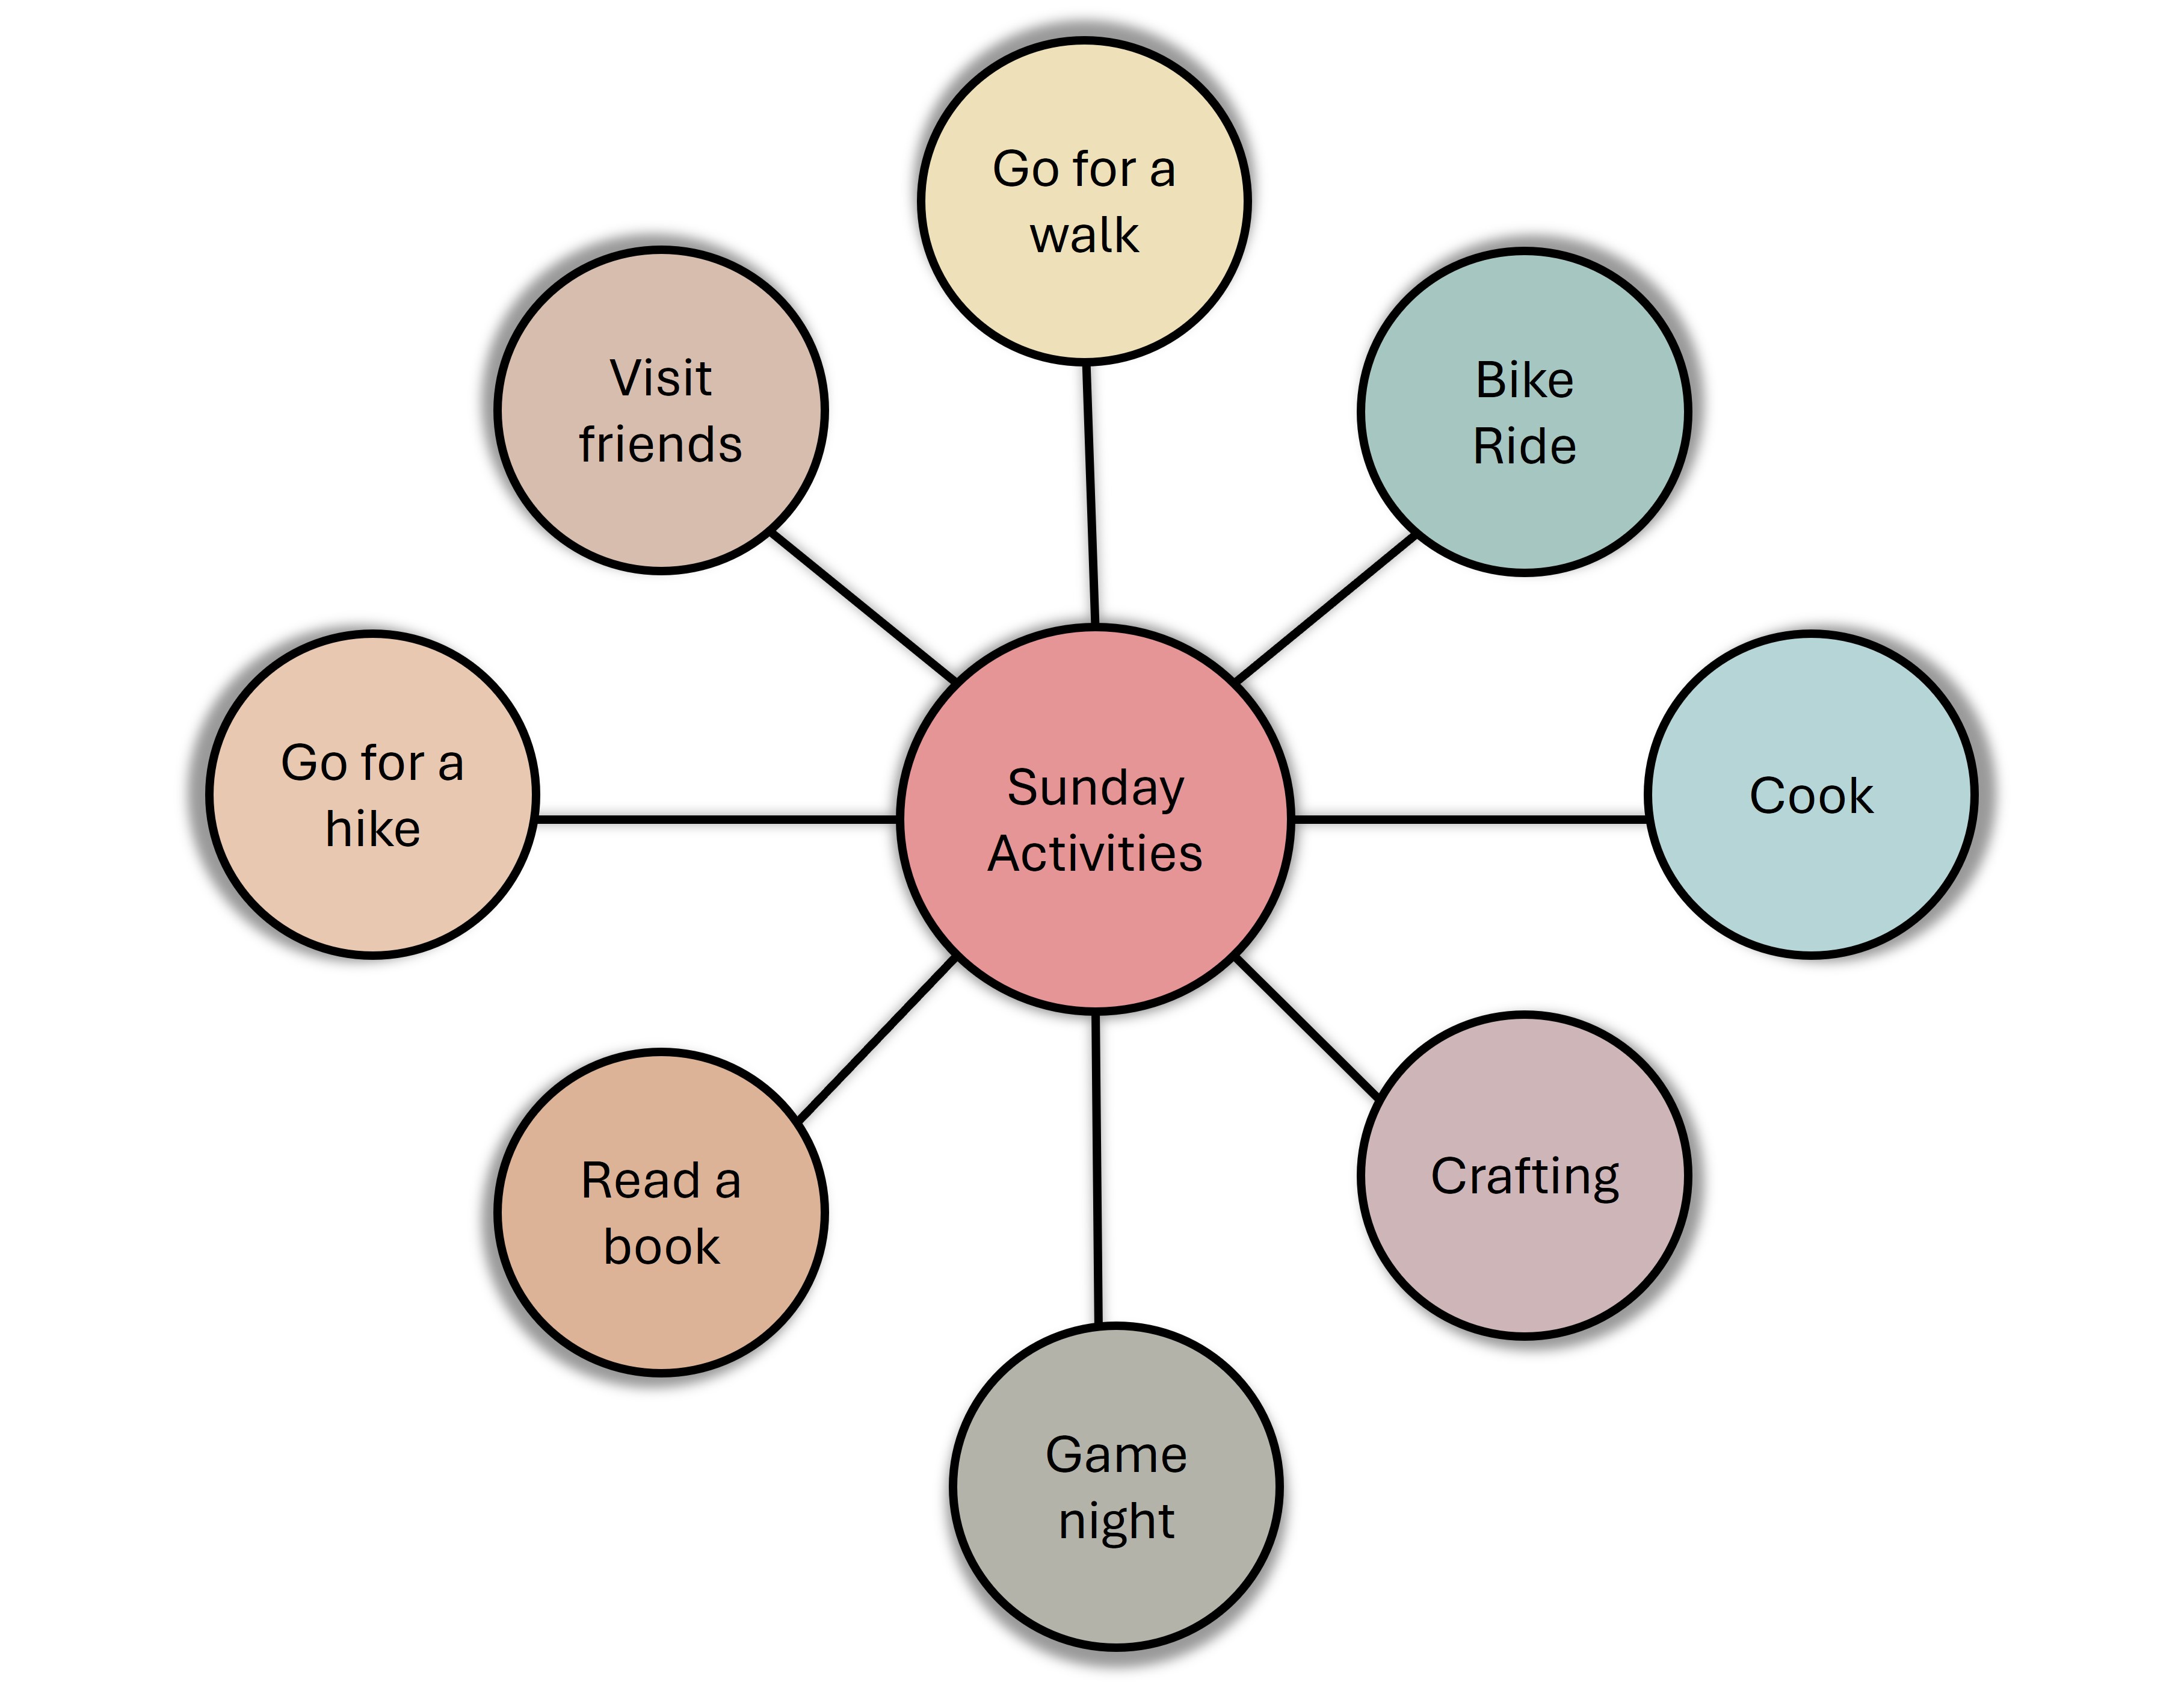 Go for a
walk
Visit
friends
Bike
Ride
Go for a
hike
Sunday
Activities
Cook
Read a
book
Crafting
Game
night